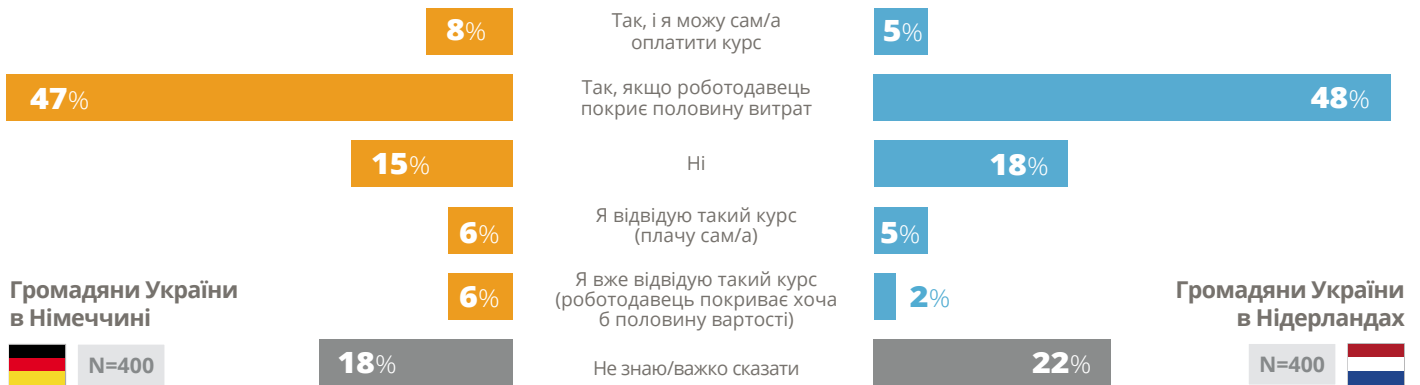 8%
Так, і я можу сам/а
оплатити курс
5%
47%
Так, якщо роботодавець
покриє половину витрат
48%
15%
Ні
18%
6%
Я відвідую такий курс
(плачу сам/а)
5%
6%
Я вже відвідую такий курс
(роботодавець покриває хоча
б половину вартості)
2%
Громадяни України
в Німеччині
Громадяни України
в Нідерландах
N=400
18%
Не знаю/важко сказати
22%
N=400